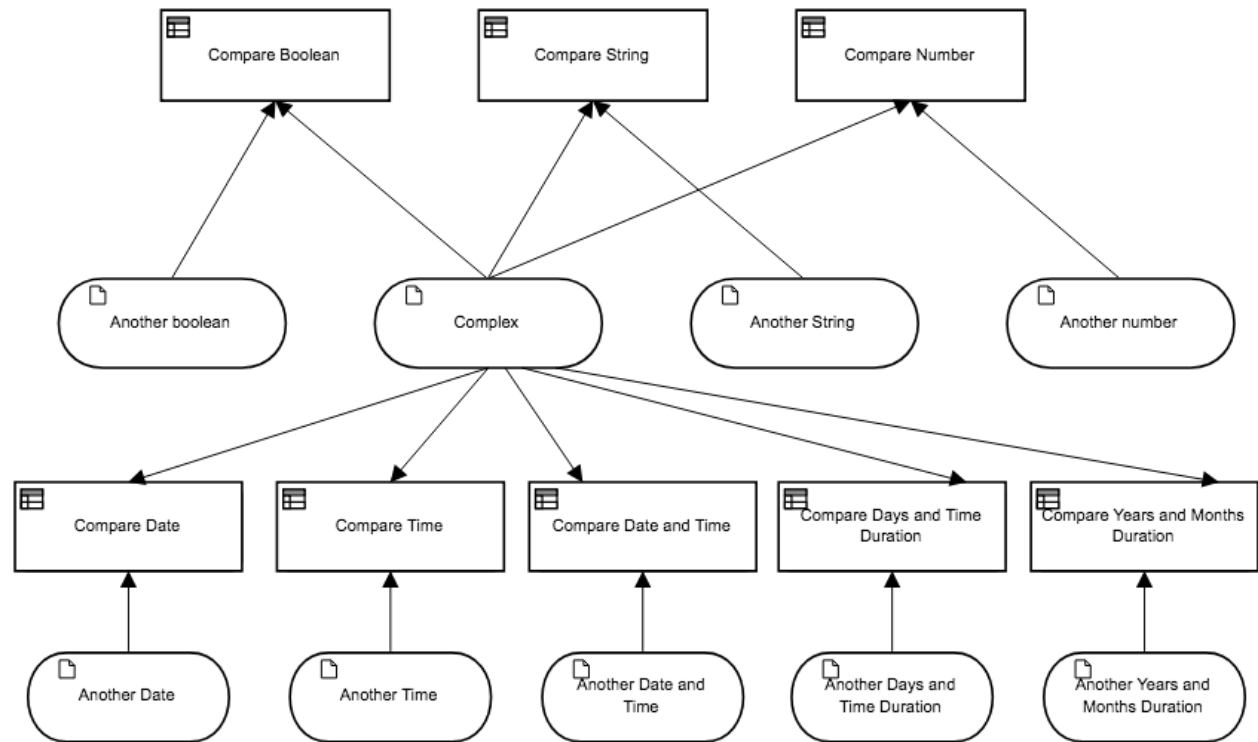 Compare Boolean
Compare String
Compare Number
Another boolean
Complex
Another String
Another number
Compare Date
Compare Time
Compare Date and Time
Compare Days and Time
Duration
Compare Years and Months
Duration
Another Date
Another Time
Another Date and
Time
Another Days and
Time Duration
Another Years and
Months Duration